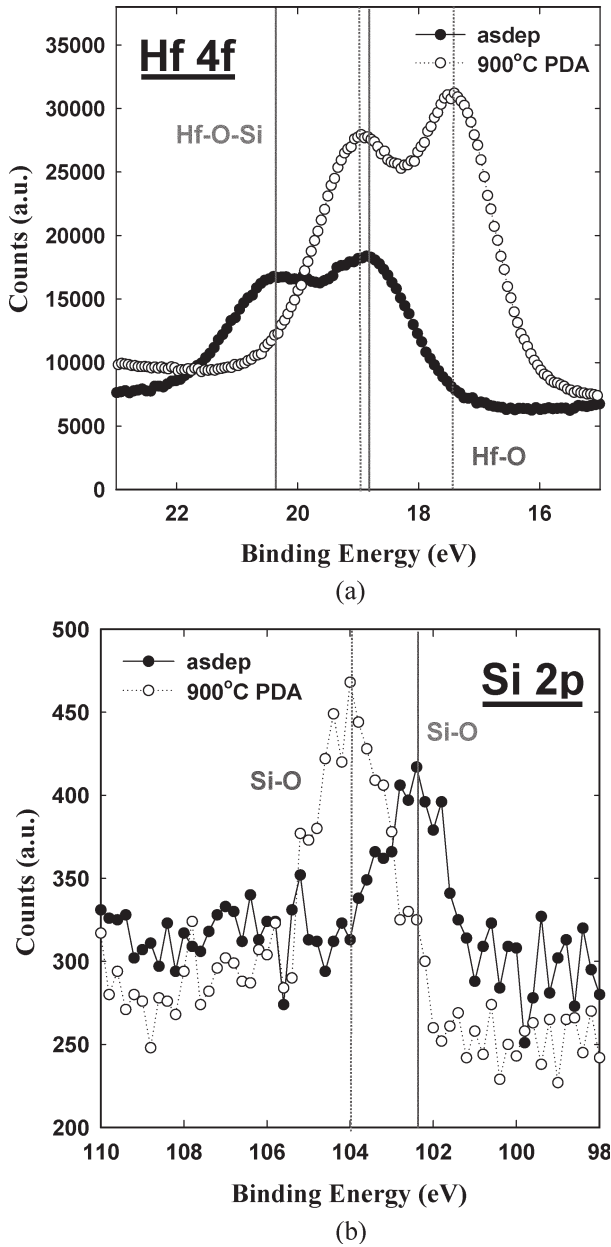 35000
30000
25000
20000
15000
10000
5000
0
Hf 4f
asdep
900°C PDA
Hf-O-Si
Hf-O
Counts (a.u.)
22
20
18
16
Binding Energy (eV)
(a)
500
450
400
350
300
250
200
asdep
900°C PDA
Si 2p
Si-O
Si-O
Counts (a.u.)
110
108
106
104
102
100
98
Binding Energy (eV)
(b)